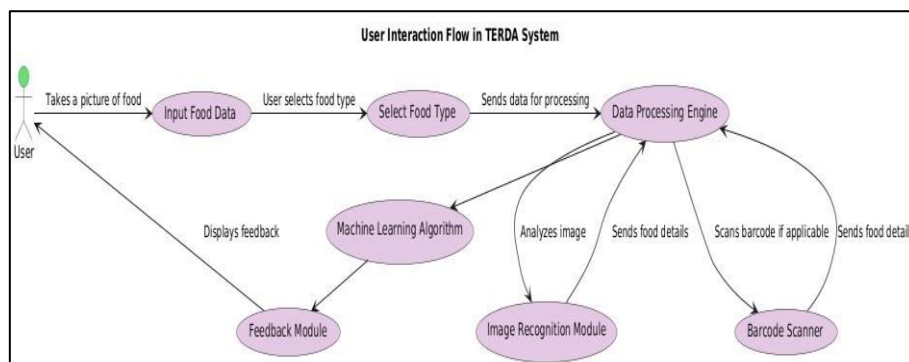 User Interaction Flow in TERDA System
Takes a picture of food
Input Food Data
User selects food type
Select Food Type
Sends data for processing
Data Processing Engine
User
Displays feedback
Machine Learning Algorithm
Analyzes image
Sends food details
Scans barcode if applicable
Sends food detail
Feedback Module
Image Recognition Module
Barcode Scanner